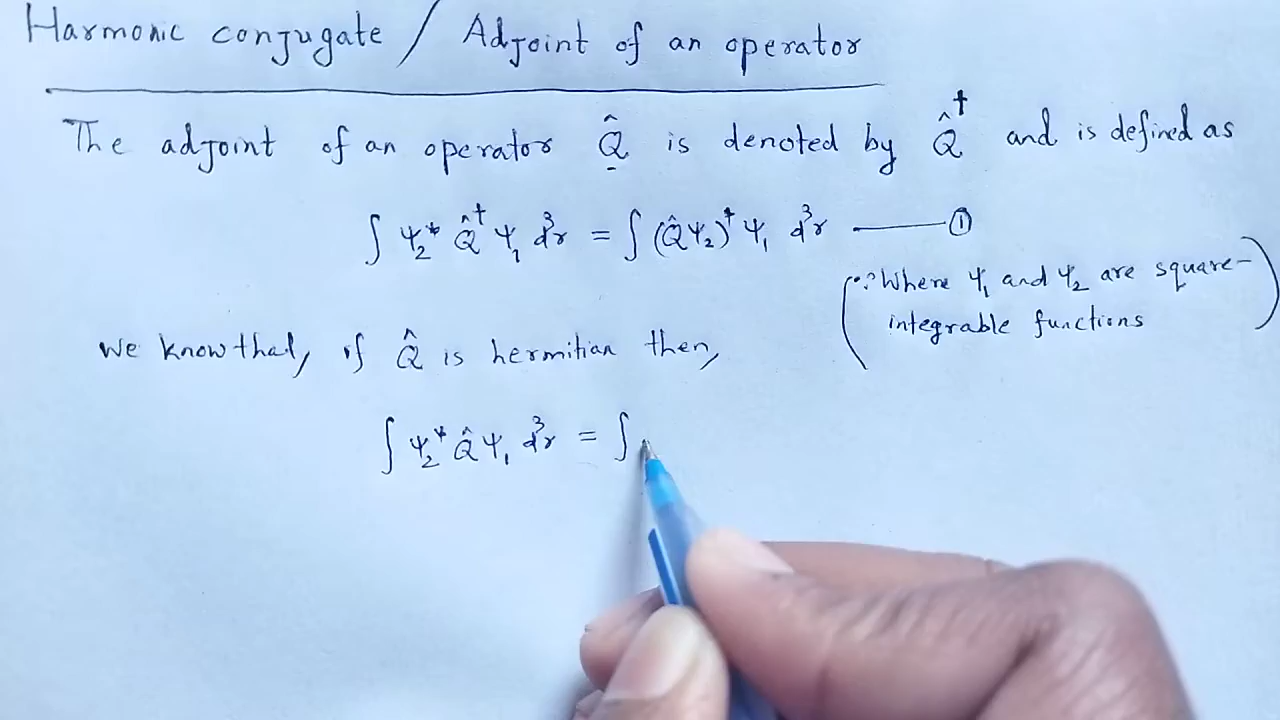 Harmonic conjugate / Adjoint of an operator
The adjoint of an operator Q̂ is denoted by Q̂† and is defined as
∫ Ψ₂* Q̂† Ψ₁ d³r = ∫ (Q̂Ψ₂)† Ψ₁ d³r —— ①
(∵ Where Ψ₁ and Ψ₂ are square-
integrable functions)
We know that, if Q̂ is hermitian then,
∫ Ψ₂* Q̂ Ψ₁ d³r = ∫